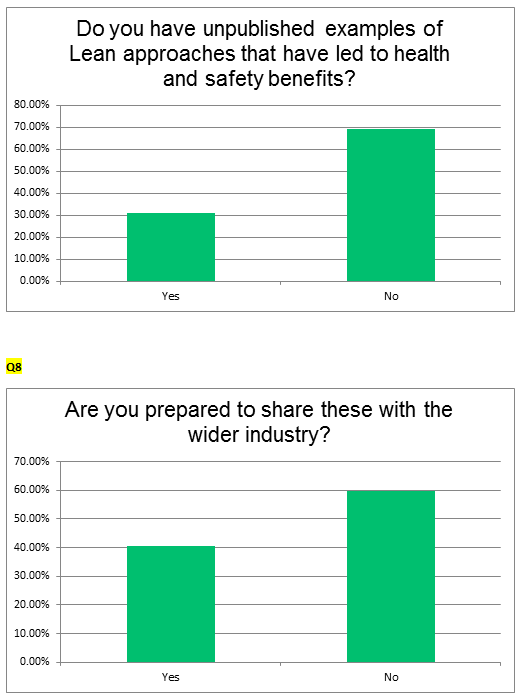 Do you have unpublished examples of
Lean approaches that have led to health
and safety benefits?
80.00%
70.00%
60.00%
50.00%
40.00%
30.00%
20.00%
10.00%
0.00%
Yes No
Q8
Are you prepared to share these with the
wider industry?
70.00%
60.00%
50.00%
40.00%
30.00%
20.00%
10.00%
0.00%
Yes No